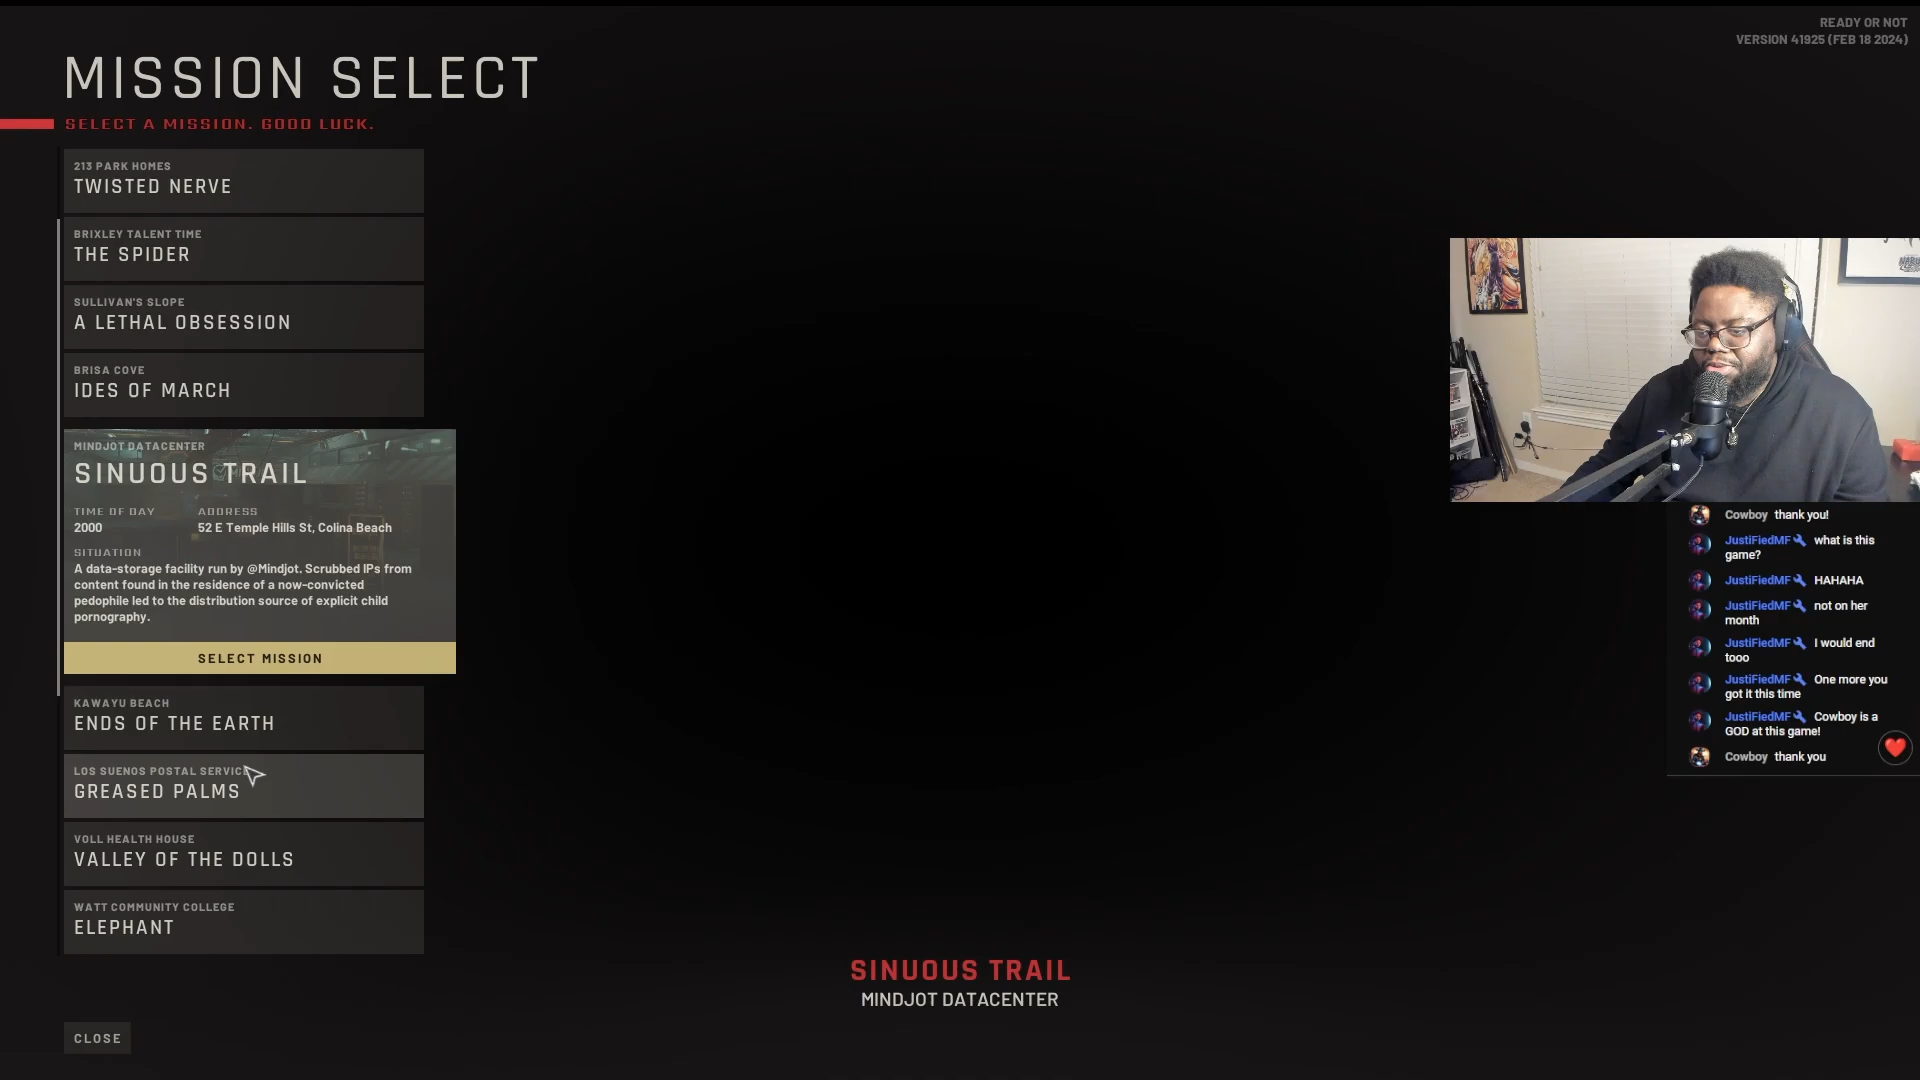 READY OR NOT
VERSION 41925 (FEB 18 2024)
MISSION SELECT
SELECT A MISSION. GOOD LUCK.
213 PARK HOMES
TWISTED NERVE
BRIXLEY TALENT TIME
THE SPIDER
SULLIVAN'S SLOPE
A LETHAL OBSESSION
BRISA COVE
IDES OF MARCH
MINDJOT DATACENTER
SINUOUS TRAIL
TIME OF DAY ADDRESS
2000 52 E Temple Hills St, Colina Beach
SITUATION
A data-storage facility run by @Mindjot. Scrubbed IPs from
content found in the residence of a now-convicted
pedophile led to the distribution source of explicit child
pornography.
SELECT MISSION
KAWAYU BEACH
ENDS OF THE EARTH
LOS SUENOS POSTAL SERVICE
GREASED PALMS
VOLL HEALTH HOUSE
VALLEY OF THE DOLLS
WATT COMMUNITY COLLEGE
ELEPHANT
CLOSE
SINUOUS TRAIL
MINDJOT DATACENTER
Cowboy thank you!
JustiFiedMF what is this
game?
JustiFiedMF HAHAHA
JustiFiedMF not on her
month
JustiFiedMF I would end
tooo
JustiFiedMF One more you
got it this time
JustiFiedMF Cowboy is a
GOD at this game!
Cowboy thank you